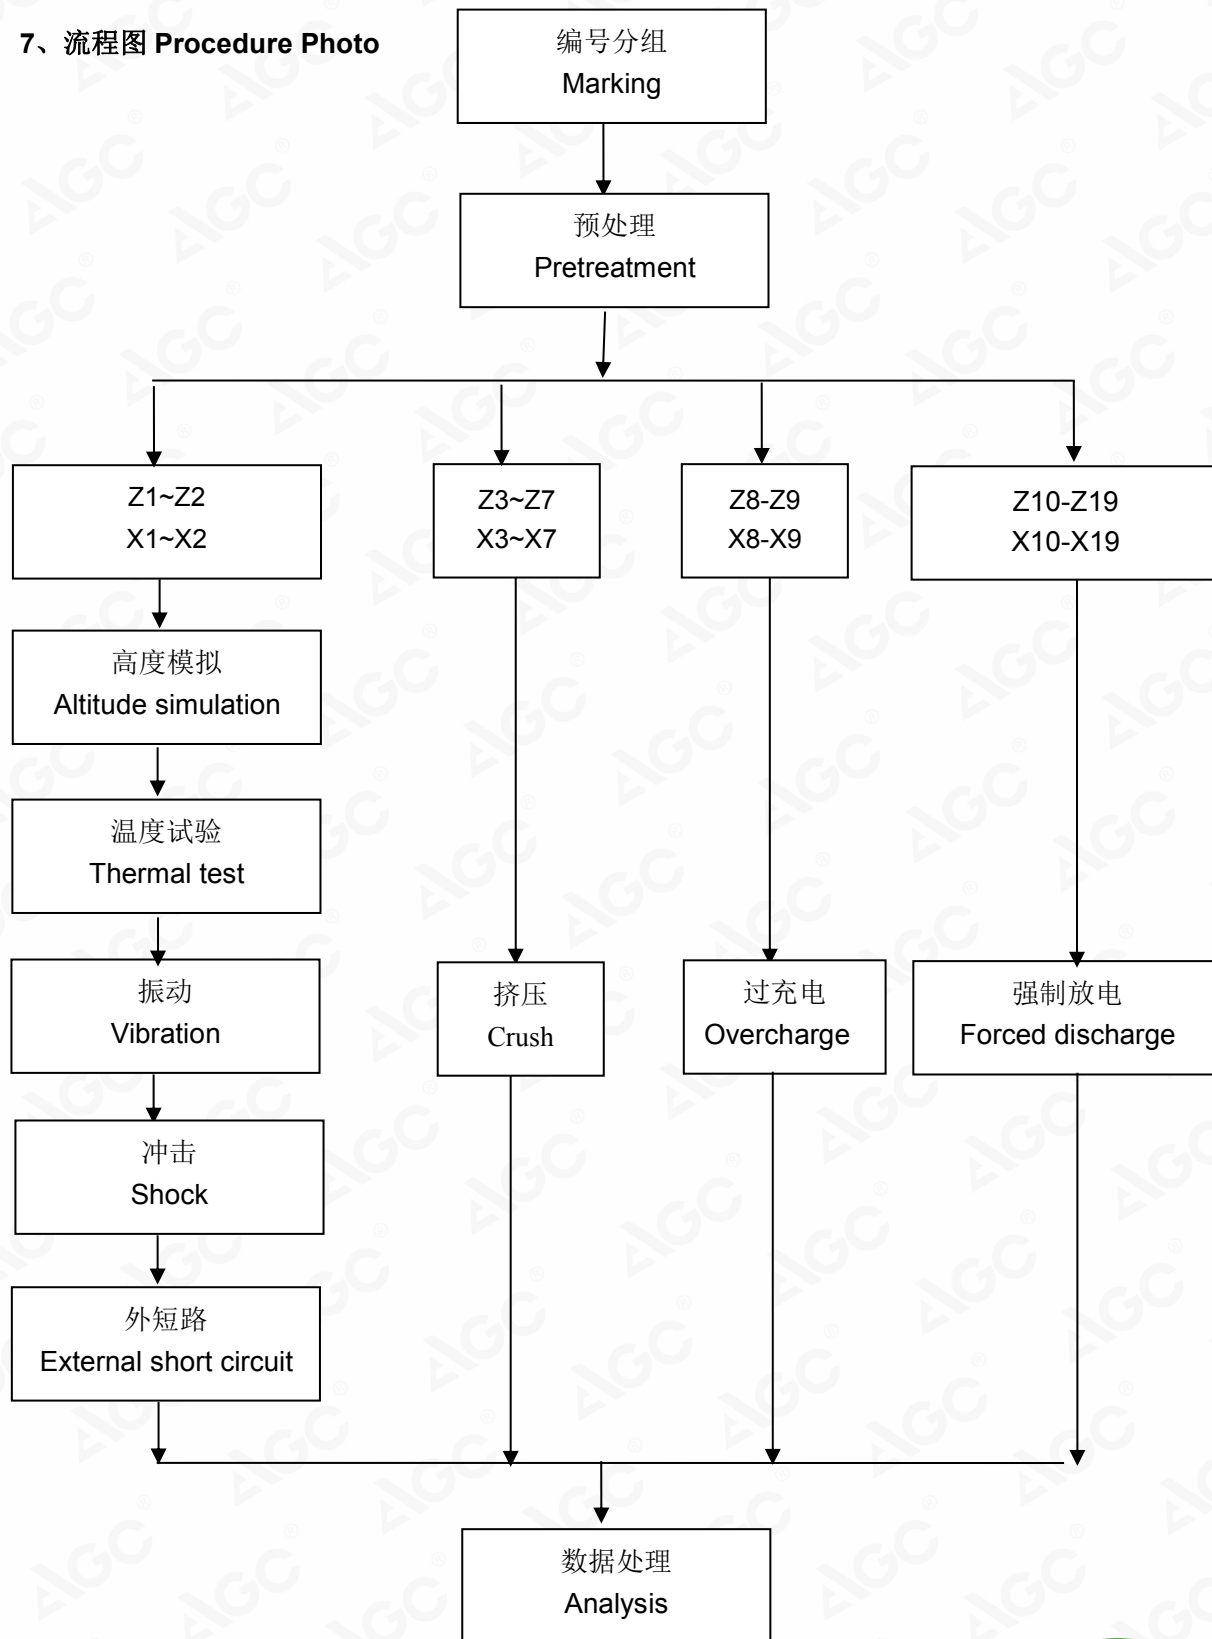 7、流程图 Procedure Photo
编号分组
Marking
预处理
Pretreatment
Z1~Z2
X1~X2
Z3~Z7
X3~X7
Z8-Z9
X8-X9
Z10-Z19
X10-X19
高度模拟
Altitude simulation
温度试验
Thermal test
振动
Vibration
挤压
Crush
过充电
Overcharge
强制放电
Forced discharge
冲击
Shock
外短路
External short circuit
数据处理
Analysis